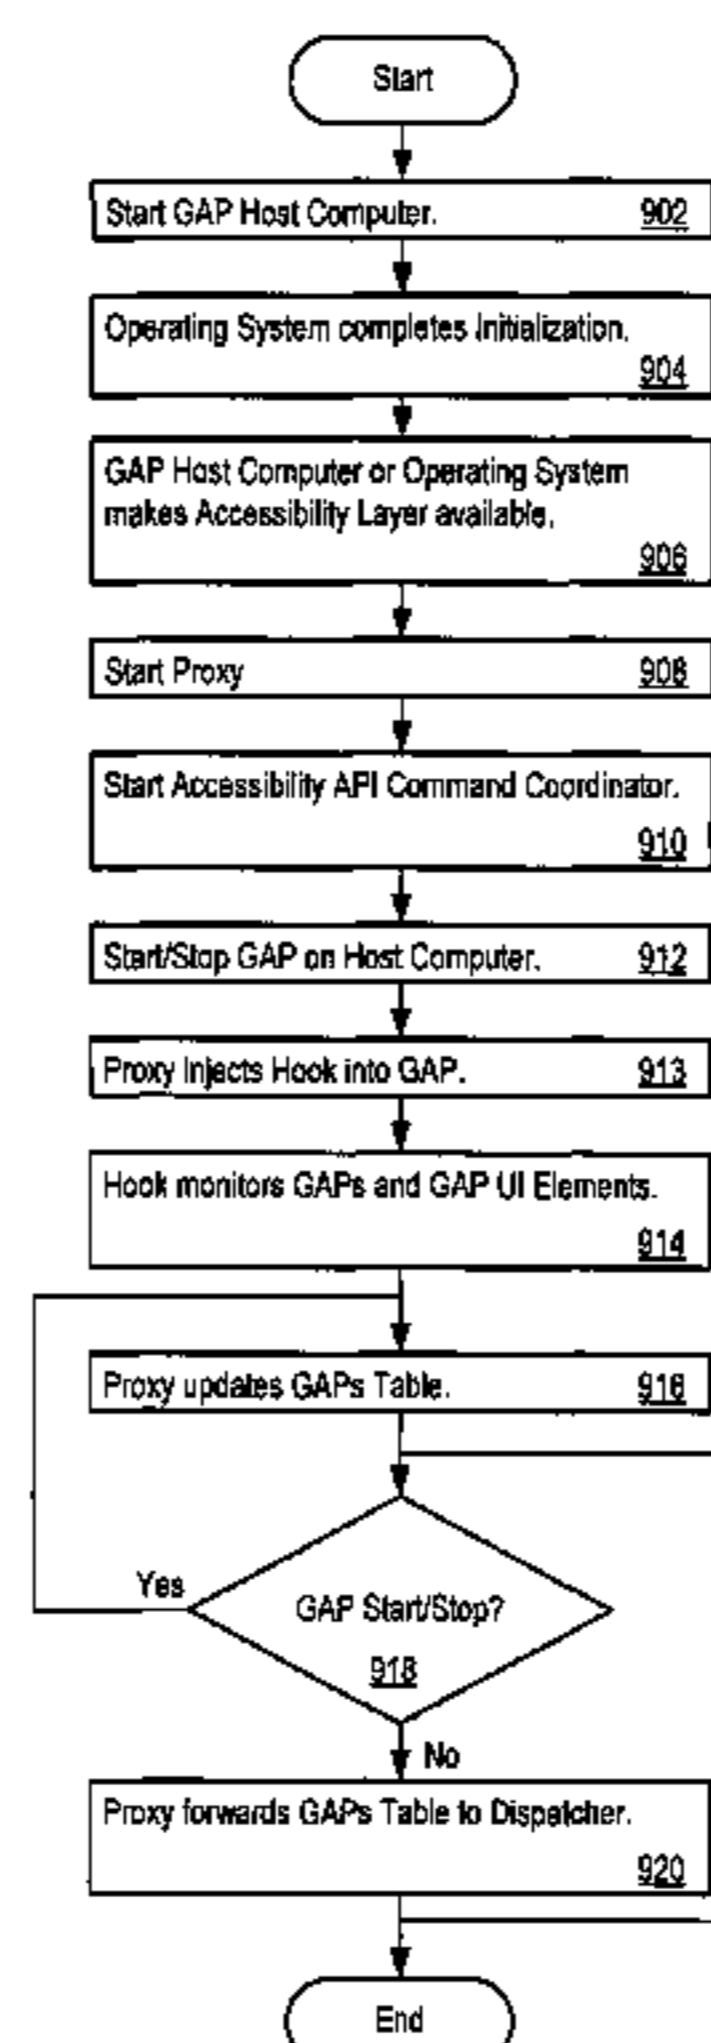 Start
Start GAP Host Computer. 902
Operating System completes Initialization.
904
GAP Host Computer or Operating System
makes Accessibility Layer available.
906
Start Proxy 908
Start Accessibility API Command Coordinator.
910
Start/Stop GAP on Host Computer. 912
Proxy Injects Hook into GAP. 913
Hook monitors GAPs and GAP UI Elements.
914
Proxy updates GAPs Table. 916
Yes
GAP Start/Stop?
918
No
Proxy forwards GAPs Table to Dispatcher.
920
End